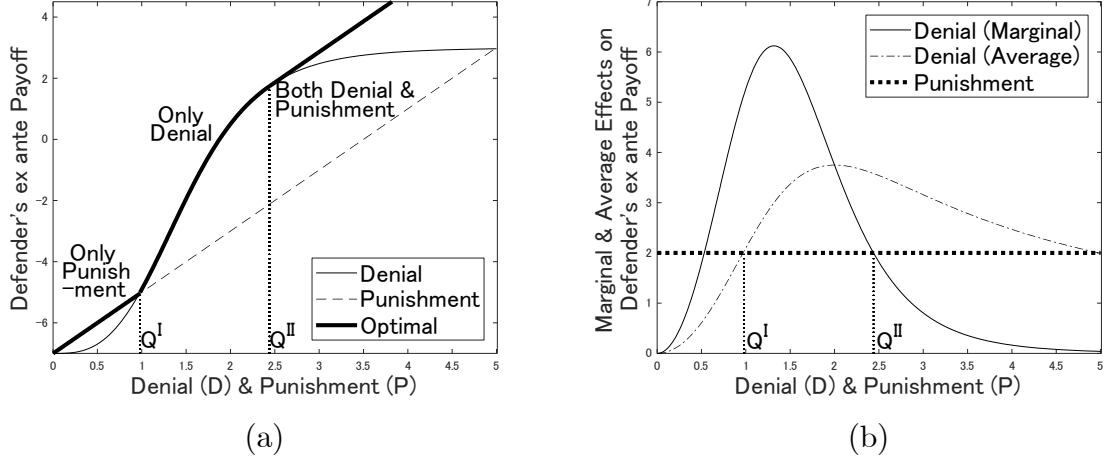 Defender's ex ante Payoff
4
2
0
-2
-4
-6
Only
Denial
Both Denial &
Punishment
Only
Punish
-ment
Denial
Punishment
Optimal
Q^I
Q^II
0 0.5 1 1.5 2 2.5 3 3.5 4 4.5 5
Denial (D) & Punishment (P)
(a)
Marginal & Average Effects on
Defender's ex ante Payoff
7
6
5
4
3
2
1
0
Denial (Marginal)
Denial (Average)
Punishment
Q^I
Q^II
0 0.5 1 1.5 2 2.5 3 3.5 4 4.5 5
Denial (D) & Punishment (P)
(b)